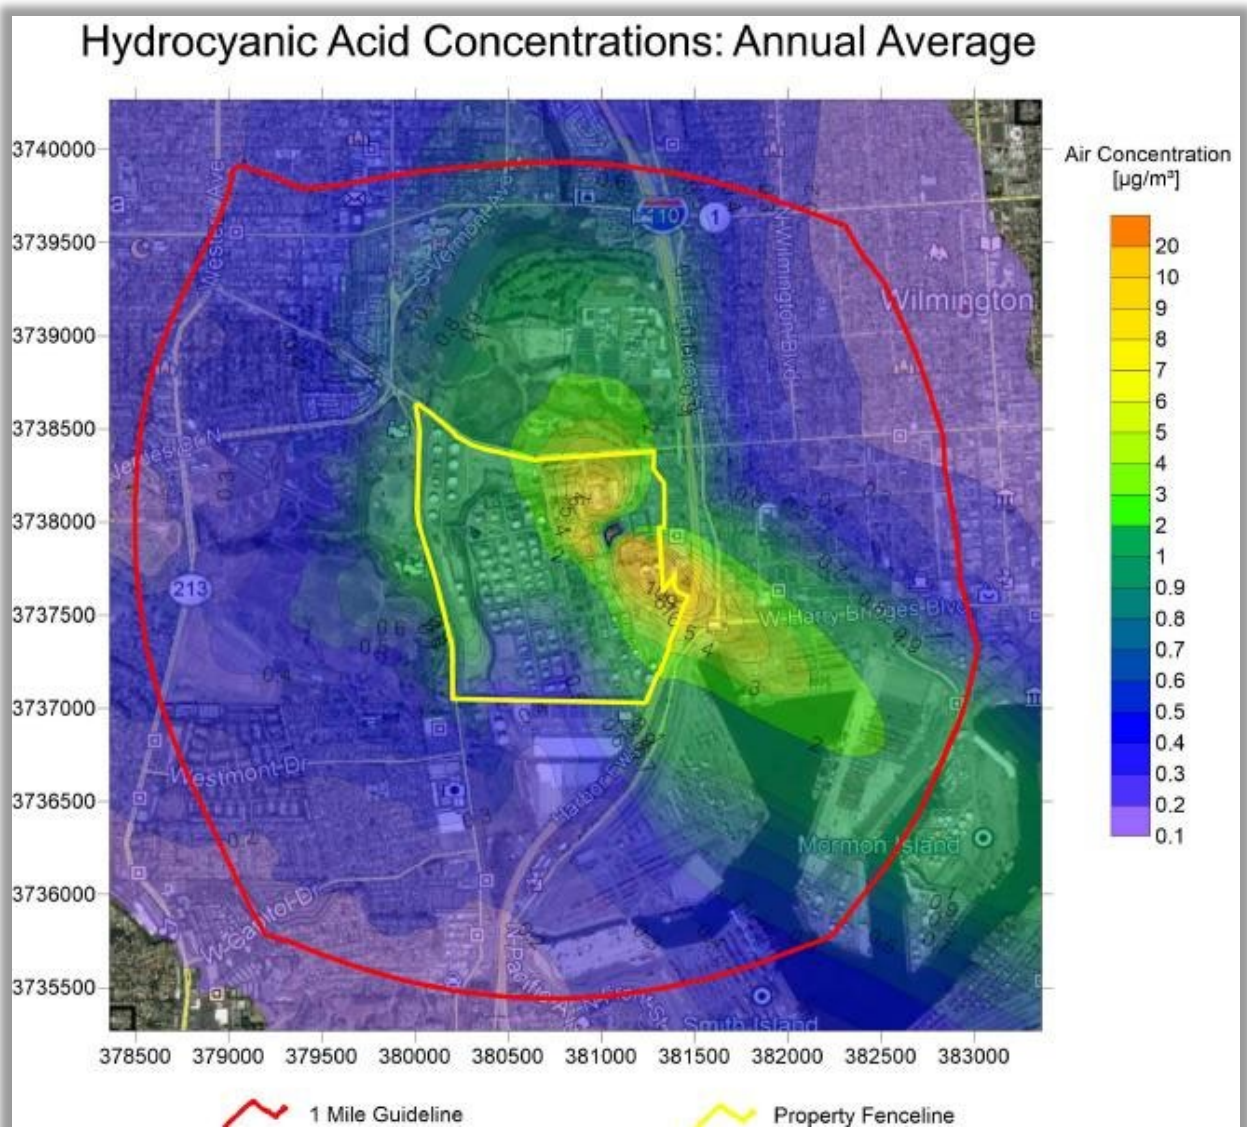 Hydrocyanic Acid Concentrations: Annual Average
Air Concentration
[µg/m³]
3740000
3739500
3739000
3738500
3738000
3737500
3737000
3736500
3736000
3735500
20
10
9
8
7
6
5
4
3
2
1
0.9
0.8
0.7
0.6
0.5
0.4
0.3
0.2
0.1
a
Western Ave
Vermont Ave
110
1
N Wilmington Blvd
Wilmington
213
W-Harry-Bridges-Blvd
Westmont-Dr
Harbor
Mormon Island
W-Capitol-Dr
Smith Island
378500 379000 379500 380000 380500 381000 381500 382000 382500 383000
1 Mile Guideline
Property Fenceline